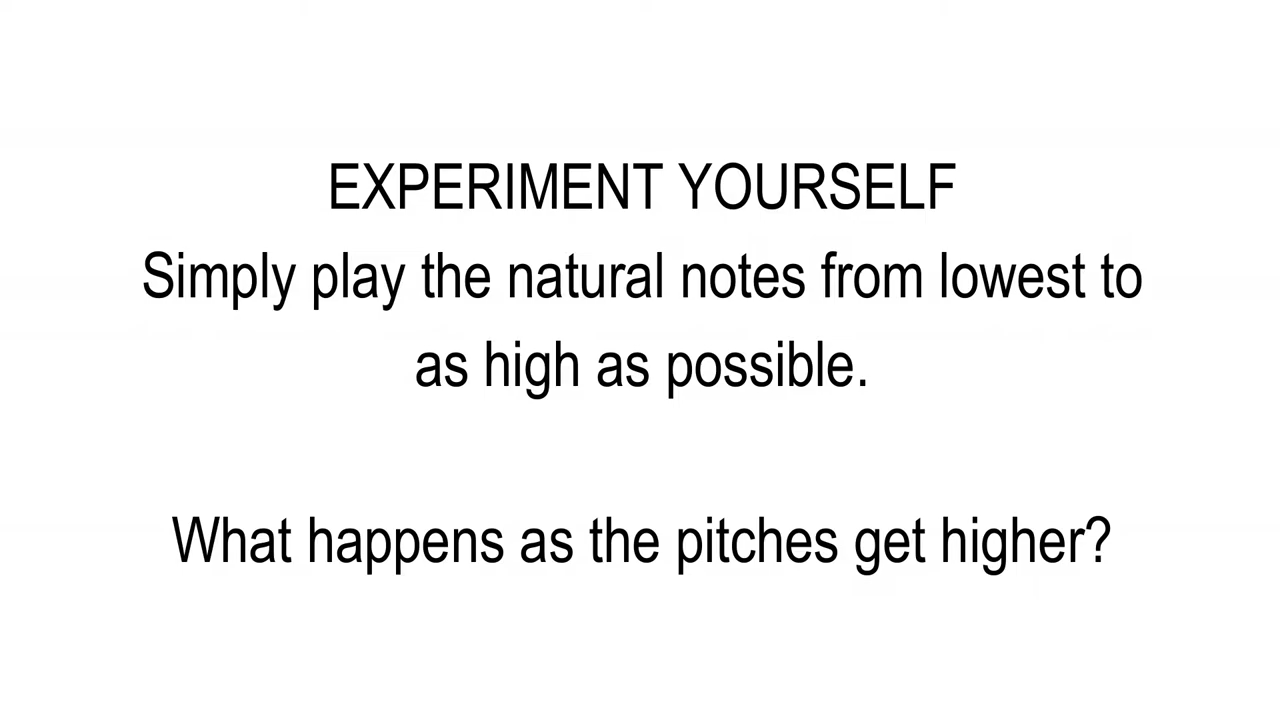 EXPERIMENT YOURSELF
Simply play the natural notes from lowest to
as high as possible.
What happens as the pitches get higher?